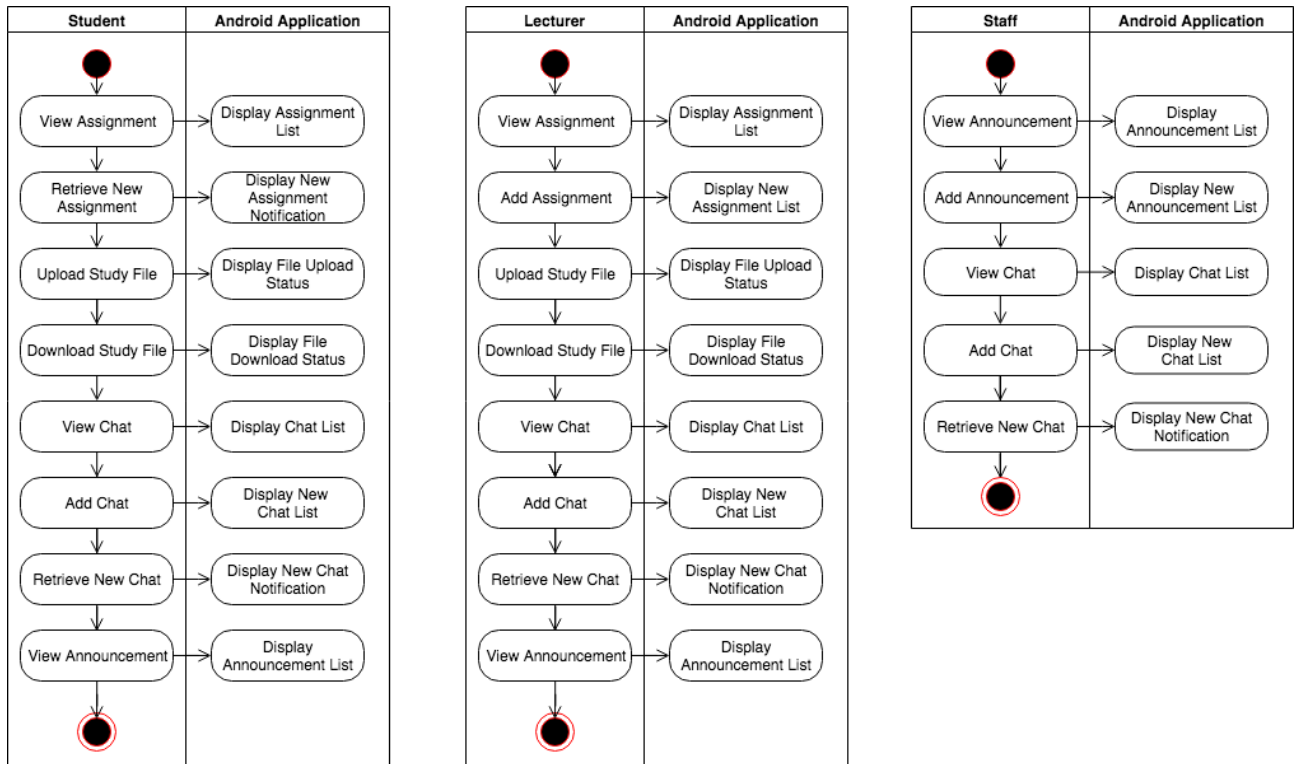 Student
Android Application
View Assignment
Display Assignment
List
Retrieve New
Assignment
Display New
Assignment
Notification
Upload Study File
Display File Upload
Status
Download Study File
Display File
Download Status
View Chat
Display Chat List
Add Chat
Display New
Chat List
Retrieve New Chat
Display New Chat
Notification
View Announcement
Display
Announcement List
Lecturer
Android Application
View Assignment
Display Assignment
List
Add Assignment
Display New
Assignment List
Upload Study File
Display File Upload
Status
Download Study File
Display File
Download Status
View Chat
Display Chat List
Add Chat
Display New
Chat List
Retrieve New Chat
Display New Chat
Notification
View Announcement
Display
Announcement List
Staff
Android Application
View Announcement
Display
Announcement List
Add Announcement
Display New
Announcement List
View Chat
Display Chat List
Add Chat
Display New
Chat List
Retrieve New Chat
Display New Chat
Notification